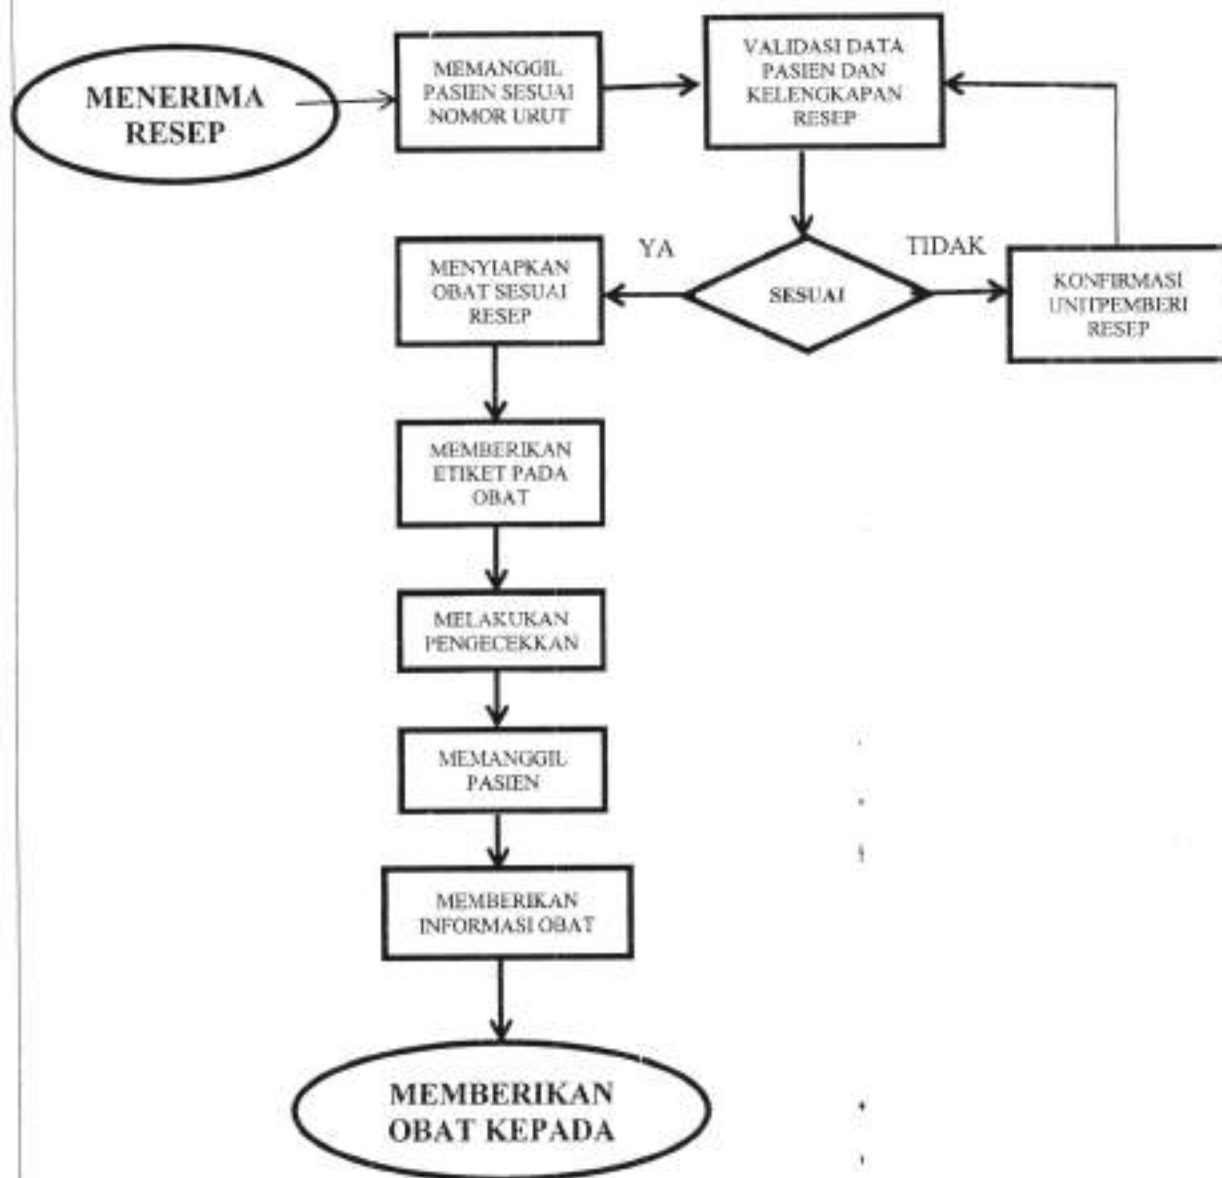 MENERIMA
RESEP
MEMANGGIL
PASIEN SESUAI
NOMOR URUT
VALIDASI DATA
PASIEN DAN
KELENGKAPAN
RESEP
SESUAI
YA
TIDAK
KONFIRMASI
UNITPEMBERI
RESEP
MENYIAPKAN
OBAT SESUAI
RESEP
MEMBERIKAN
ETIKET PADA
OBAT
MELAKUKAN
PENGECEKKAN
MEMANGGIL
PASIEN
MEMBERIKAN
INFORMASI OBAT
MEMBERIKAN
OBAT KEPADA